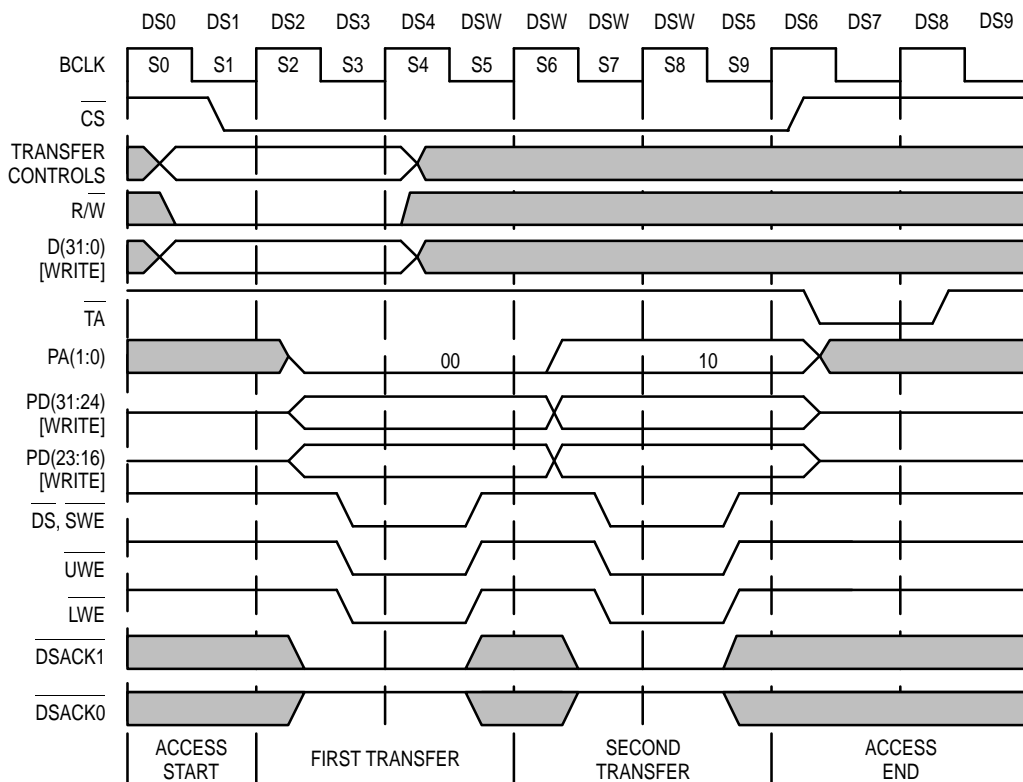 DS0 DS1 DS2 DS3 DS4 DSW DSW DSW DSW DS5 DS6 DS7 DS8 DS9
BCLK S0 S1 S2 S3 S4 S5 S6 S7 S8 S9
CS
TRANSFER
CONTROLS
R/W
D(31:0)
[WRITE]
TA
PA(1:0) 00 10
PD(31:24)
[WRITE]
PD(23:16)
[WRITE]
DS, SWE
UWE
LWE
DSACK1
DSACK0
ACCESS
START
FIRST TRANSFER
SECOND
TRANSFER
ACCESS
END